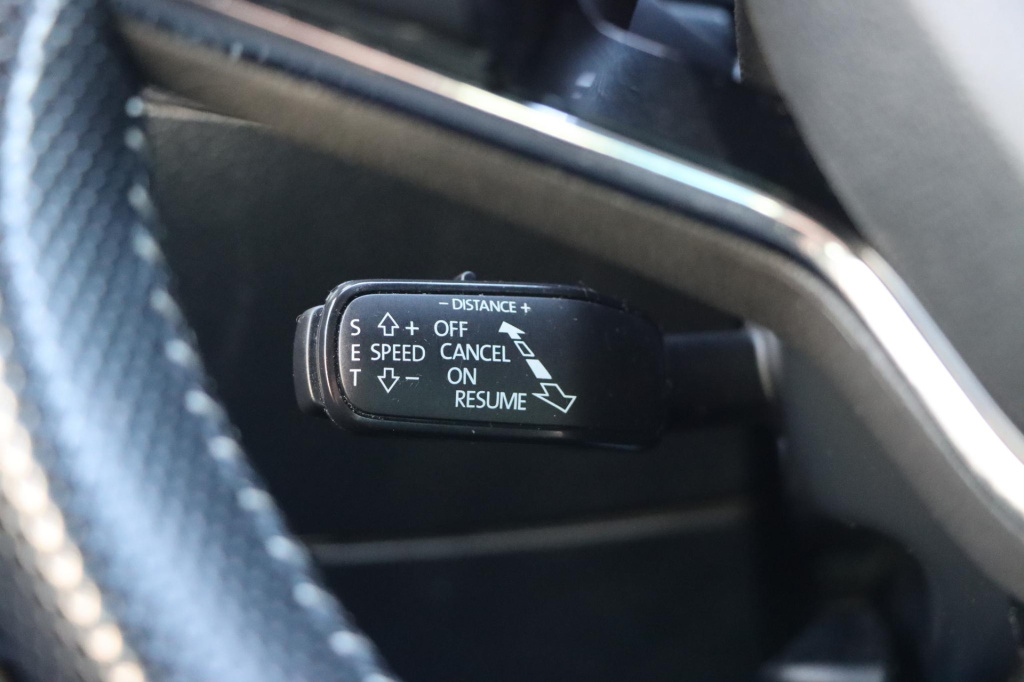 − DISTANCE +
S + OFF
E SPEED CANCEL
T − ON
RESUME